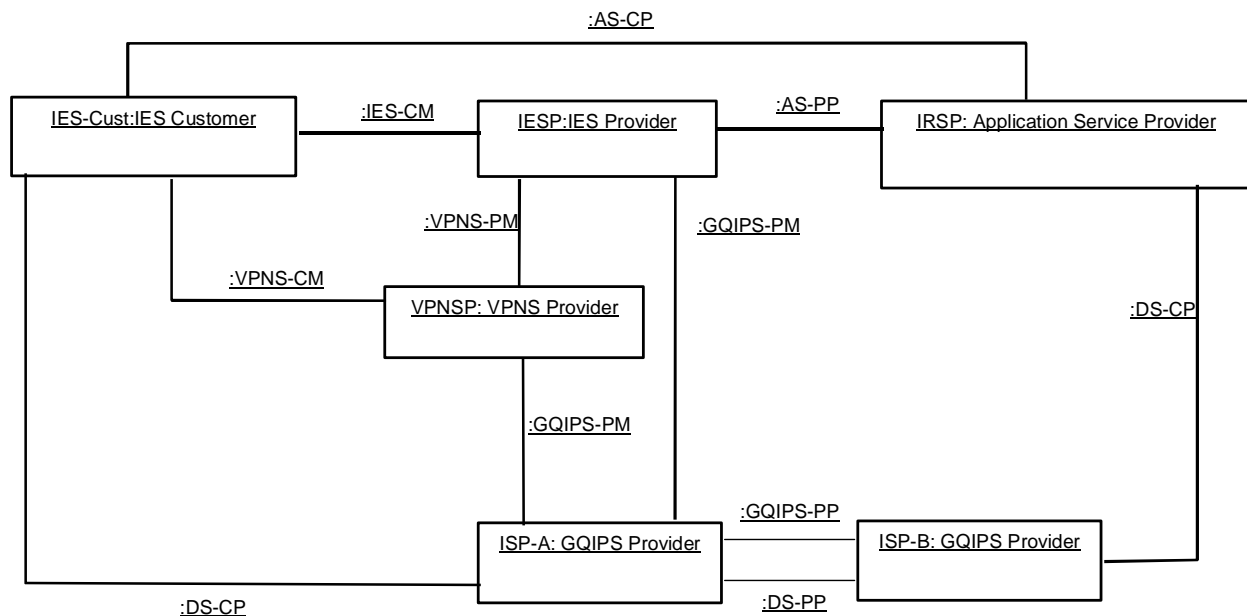 :AS-CP
IES-Cust:IES Customer
:IES-CM
IESP:IES Provider
:AS-PP
IRSP: Application Service Provider
:VPNS-PM
:GQIPS-PM
:VPNS-CM
VPNSP: VPNS Provider
:DS-CP
:GQIPS-PM
:GQIPS-PP
ISP-A: GQIPS Provider
ISP-B: GQIPS Provider
:DS-CP
:DS-PP